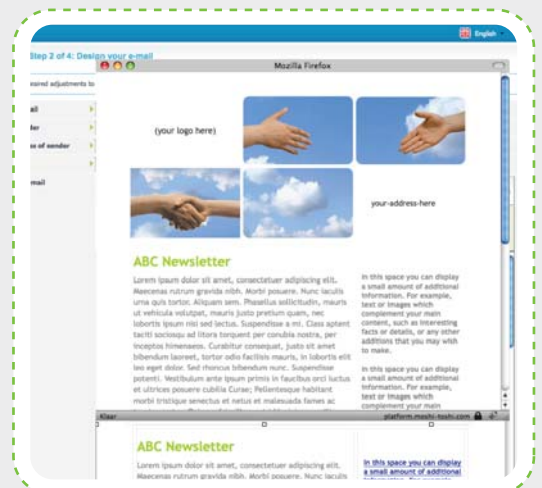 English
Step 2 of 4: Design your e-mail
Mozilla Firefox
adjustments to
(your logo here)
of sender
mail
your-address-here
ABC Newsletter
Lorem ipsum dolor sit amet, consectetuer adipiscing elit.
Maecenas rutrum gravida nibh. Morbi posuere. Nunc iaculis
urna quis tortor. Aliquam sem. Phasellus sollicitudin, mauris
ut vehicula volutpat, mauris justo pretium quam, nec
lobortis ipsum nisi sed lectus. Suspendisse a mi. Class aptent
taciti sociosqu ad litora torquent per conubia nostra, per
inceptos himenaeos. Curabitur consequat, justo sit amet
bibendum laoreet, tortor odio facilisis mauris, in lobortis elit
leo eget dolor. Sed rhoncus bibendum nunc. Suspendisse
potenti. Vestibulum ante ipsum primis in faucibus orci luctus
et ultrices posuere cubilia Curae; Pellentesque habitant
morbi tristique senectus et netus et malesuada fames ac
In this space you can display
a small amount of additional
information. For example,
text or images which
complement your main
content, such as interesting
facts or details, or any other
additions that you may wish
to make.
In this space you can display
a small amount of additional
information. For example,
text or images which
complement your main
Klaar
platform.moshi-toshi.com
ABC Newsletter
Lorem ipsum dolor sit amet, consectetuer adipiscing elit.
Maecenas rutrum gravida nibh. Morbi posuere. Nunc iaculis
In this space you can display
a small amount of additional
information. For example,